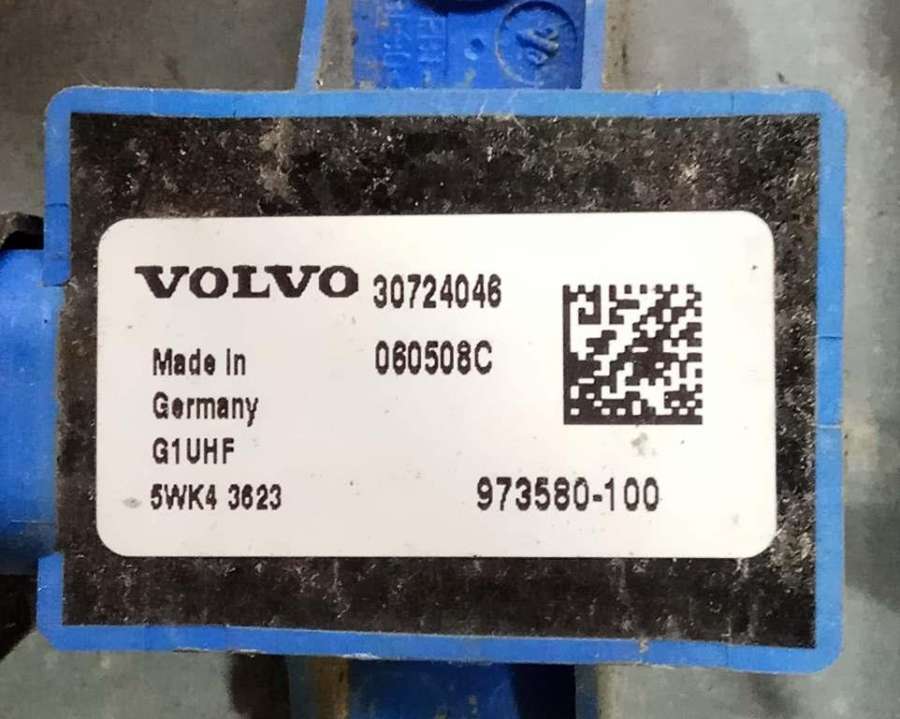 VOLVO 30724046
Made In 060508C
Germany
G1UHF
5WK4 3623 973580-100